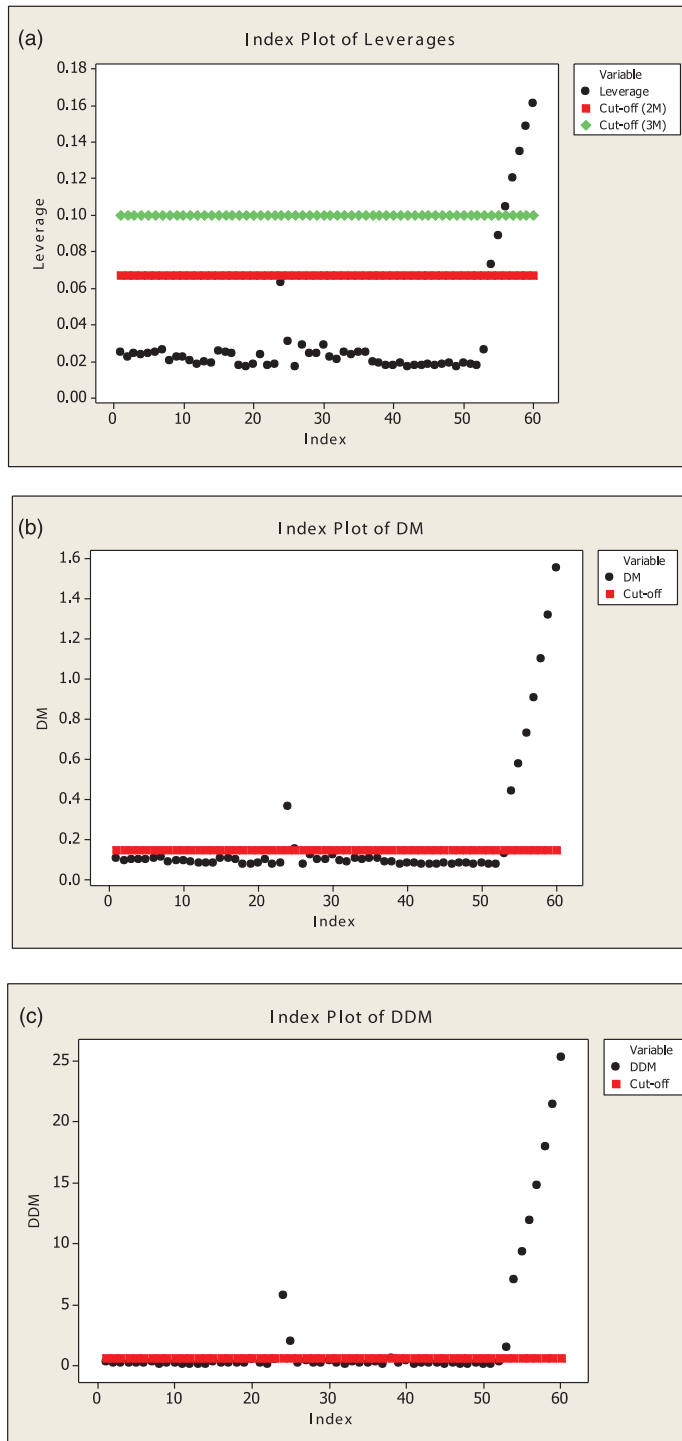 (a)
Index Plot of Leverages
0.18
0.16
0.14
0.12
0.10
0.08
0.06
0.04
0.02
0.00
Leverage
0 10 20 30 40 50 60
Index
Variable
Leverage
Cut-off (2M)
Cut-off (3M)
(b)
Index Plot of DM
1.6
1.4
1.2
1.0
0.8
0.6
0.4
0.2
0.0
DM
0 10 20 30 40 50 60
Index
Variable
DM
Cut-off
(c)
Index Plot of DDM
25
20
15
10
5
0
DDM
0 10 20 30 40 50 60
Index
Variable
DDM
Cut-off